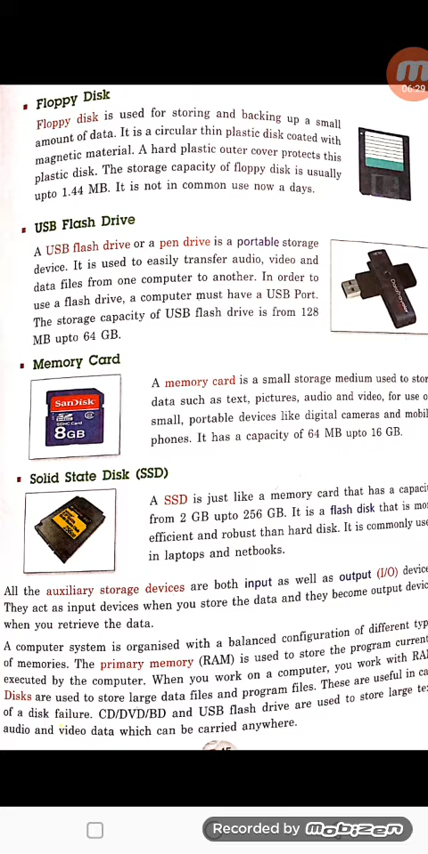 06:29
Floppy Disk
Floppy disk is used for storing and backing up a small
amount of data. It is a circular thin plastic disk coated with
magnetic material. A hard plastic outer cover protects this
plastic disk. The storage capacity of floppy disk is usually
upto 1.44 MB. It is not in common use now a days.
USB Flash Drive
A USB flash drive or a pen drive is a portable storage
device. It is used to easily transfer audio, video and
data files from one computer to another. In order to
use a flash drive, a computer must have a USB Port.
The storage capacity of USB flash drive is from 128
MB upto 64 GB.
Memory Card
SanDisk
SDHC Card
8GB
A memory card is a small storage medium used to stor
data such as text, pictures, audio and video, for use o
small, portable devices like digital cameras and mobil
phones. It has a capacity of 64 MB upto 16 GB.
Solid State Disk (SSD)
A SSD is just like a memory card that has a capaci
from 2 GB upto 256 GB. It is a flash disk that is mo
efficient and robust than hard disk. It is commonly use
in laptops and netbooks.
All the auxiliary storage devices are both input as well as output (I/O) device
They act as input devices when you store the data and they become output devic
when you retrieve the data.
A computer system is organised with a balanced configuration of different typ
of memories. The primary memory (RAM) is used to store the program current
executed by the computer. When you work on a computer, you work with RA
Disks are used to store large data files and program files. These are useful in ca
of a disk failure. CD/DVD/BD and USB flash drive are used to store large te
audio and video data which can be carried anywhere.
Recorded by mobizen